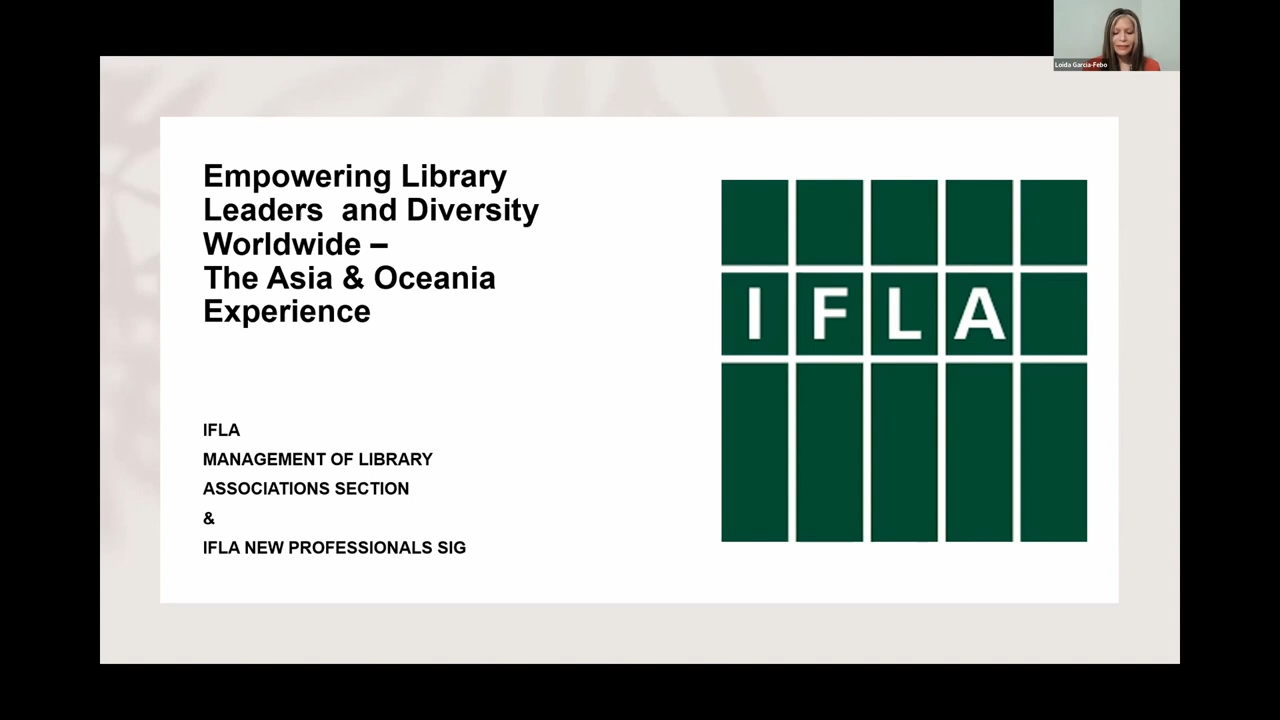 Loida Garcia-Febo
Empowering Library
Leaders  and Diversity
Worldwide –
The Asia & Oceania
Experience
IFLA
IFLA
MANAGEMENT OF LIBRARY
ASSOCIATIONS SECTION
&
IFLA NEW PROFESSIONALS SIG